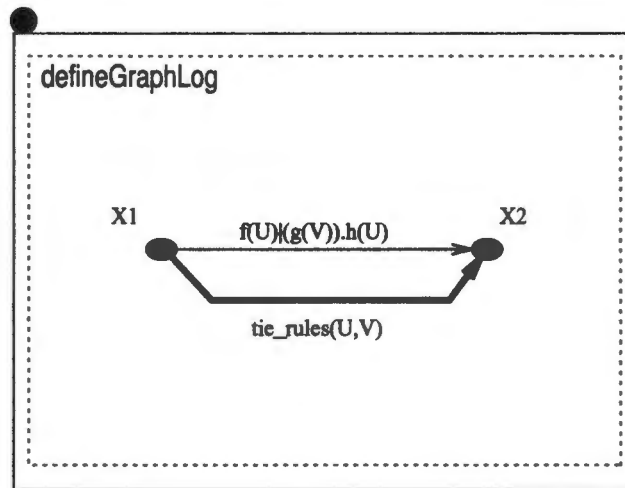 defineGraphLog
X1
X2
f(U)|(g(V)).h(U)
tie_rules(U,V)